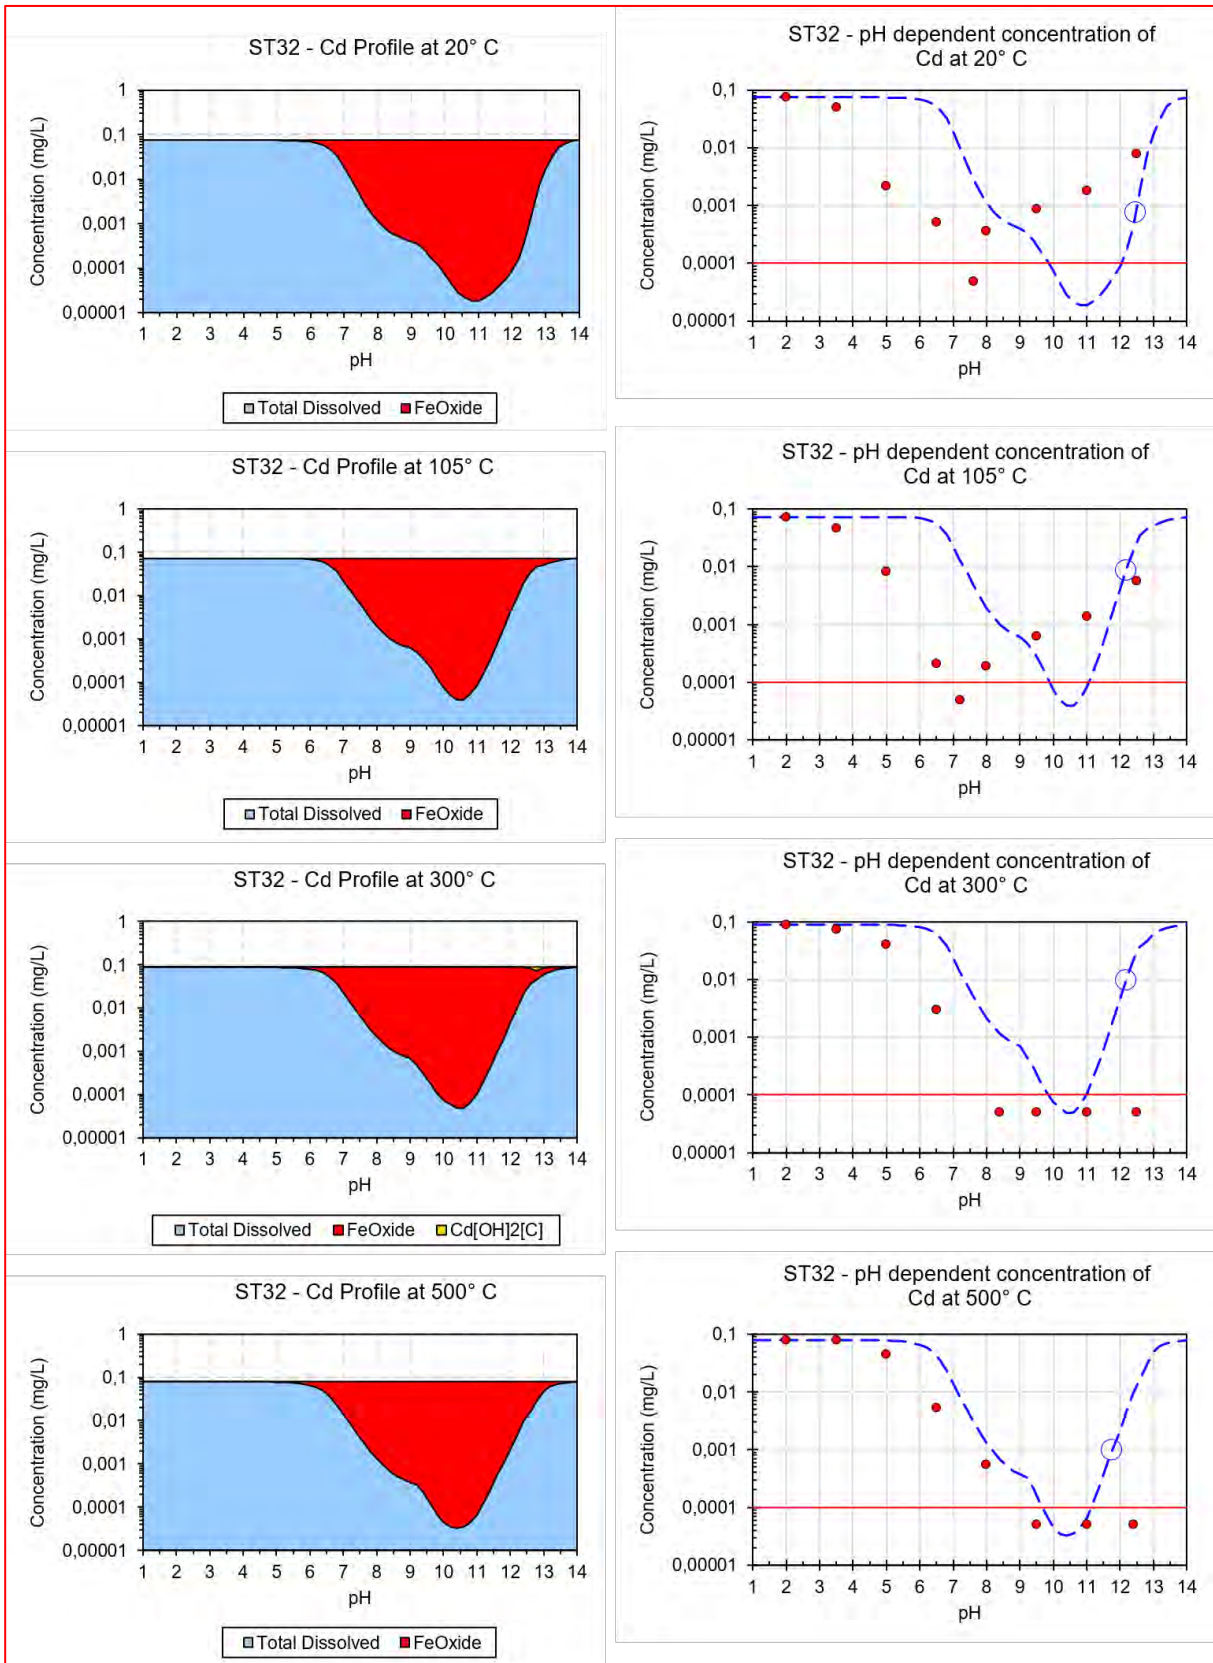 ST32 - Cd Profile at 20° C
Concentration (mg/L)
1
0,1
0,01
0,001
0,0001
0,00001
1 2 3 4 5 6 7 8 9 10 11 12 13 14
pH
Total Dissolved FeOxide
ST32 - pH dependent concentration of
Cd at 20° C
Concentration (mg/L)
0,1
0,01
0,001
0,0001
0,00001
1 2 3 4 5 6 7 8 9 10 11 12 13 14
pH
ST32 - Cd Profile at 105° C
Concentration (mg/L)
1
0,1
0,01
0,001
0,0001
0,00001
1 2 3 4 5 6 7 8 9 10 11 12 13 14
pH
Total Dissolved FeOxide
ST32 - pH dependent concentration of
Cd at 105° C
Concentration (mg/L)
0,1
0,01
0,001
0,0001
0,00001
1 2 3 4 5 6 7 8 9 10 11 12 13 14
pH
ST32 - Cd Profile at 300° C
Concentration (mg/L)
1
0,1
0,01
0,001
0,0001
0,00001
1 2 3 4 5 6 7 8 9 10 11 12 13 14
pH
Total Dissolved FeOxide Cd[OH]2[C]
ST32 - pH dependent concentration of
Cd at 300° C
Concentration (mg/L)
0,1
0,01
0,001
0,0001
0,00001
1 2 3 4 5 6 7 8 9 10 11 12 13 14
pH
ST32 - Cd Profile at 500° C
Concentration (mg/L)
1
0,1
0,01
0,001
0,0001
0,00001
1 2 3 4 5 6 7 8 9 10 11 12 13 14
pH
Total Dissolved FeOxide
ST32 - pH dependent concentration of
Cd at 500° C
Concentration (mg/L)
0,1
0,01
0,001
0,0001
0,00001
1 2 3 4 5 6 7 8 9 10 11 12 13 14
pH